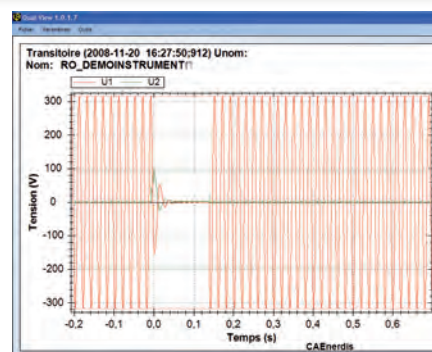 Qual View 1.0.1.7
Fichier Paramètres Outils
Transitoire (2008-11-20 16:27:50;912) Unom:
Nom: RO_DEMOINSTRUMENT
U1 U2
300
200
100
0
-100
-200
-300
Tension (V)
-0,2 -0,1 0,0 0,1 0,2 0,3 0,4 0,5 0,6
Temps (s)
CAEnerdis